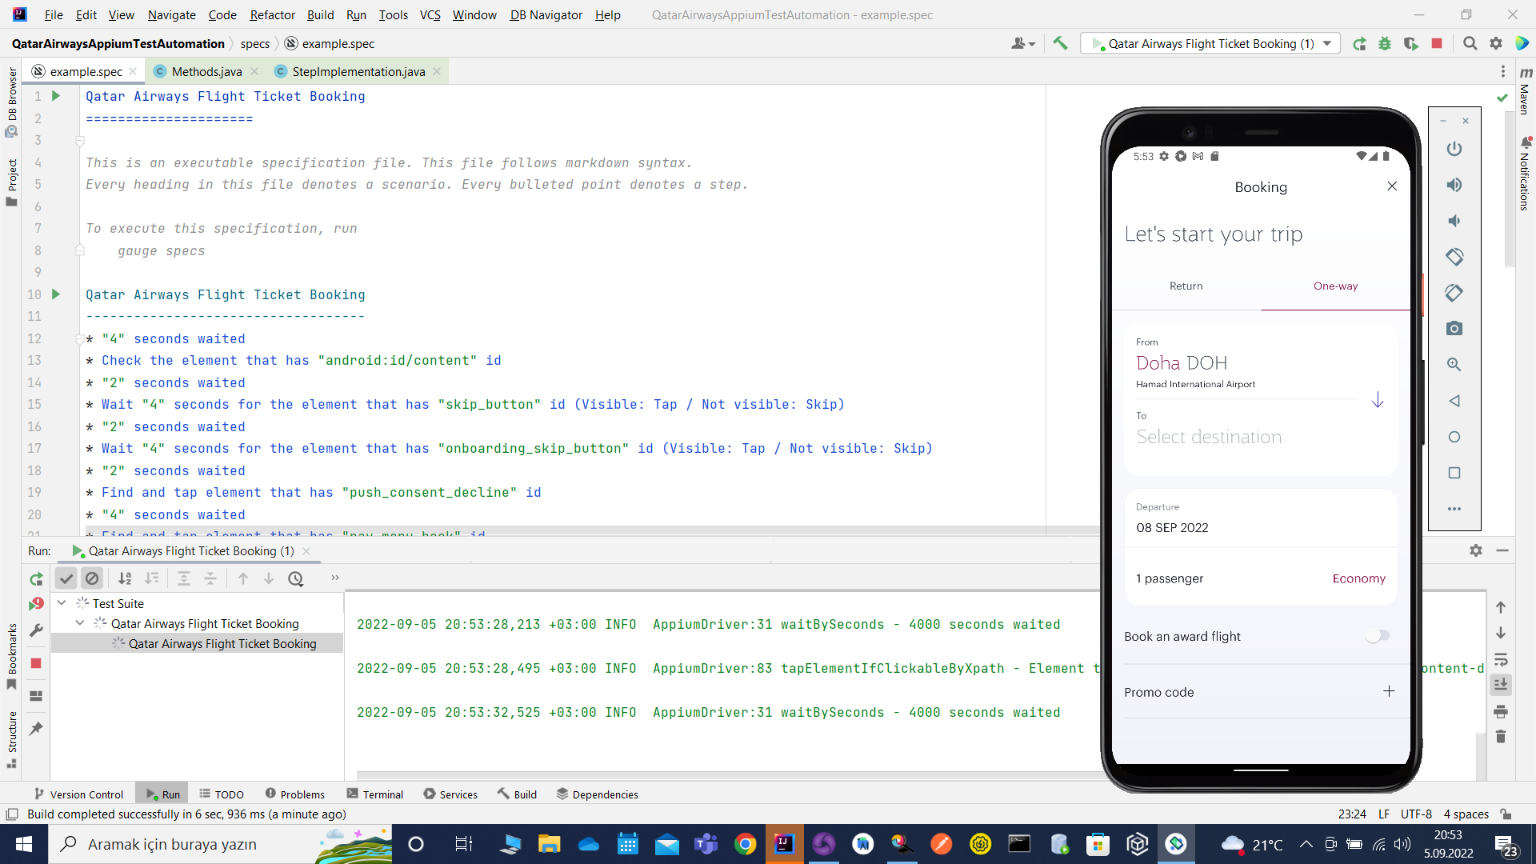 File Edit View Navigate Code Refactor Build Run Tools VCS Window DB Navigator Help QatarAirwaysAppiumTestAutomation - example.spec
QatarAirwaysAppiumTestAutomation specs example.spec
Qatar Airways Flight Ticket Booking (1)
example.spec Methods.java StepImplementation.java
DB Browser
Project
Bookmarks
Structure
Maven
Notifications
1 Qatar Airways Flight Ticket Booking
2 =====================
3
4 This is an executable specification file. This file follows markdown syntax.
5 Every heading in this file denotes a scenario. Every bulleted point denotes a step.
6
7 To execute this specification, run
8 gauge specs
9
10 Qatar Airways Flight Ticket Booking
11 -----------------------------------
12 * "4" seconds waited
13 * Check the element that has "android:id/content" id
14 * "2" seconds waited
15 * Wait "4" seconds for the element that has "skip_button" id (Visible: Tap / Not visible: Skip)
16 * "2" seconds waited
17 * Wait "4" seconds for the element that has "onboarding_skip_button" id (Visible: Tap / Not visible: Skip)
18 * "2" seconds waited
19 * Find and tap element that has "push_consent_decline" id
20 * "4" seconds waited
21 * Find and tap element that has "nav_menu_book" id
5:53
Booking
Let's start your trip
Return One-way
From
Doha DOH
Hamad International Airport
To
Select destination
Departure
08 SEP 2022
1 passenger Economy
Book an award flight
Promo code
Run: Qatar Airways Flight Ticket Booking (1)
Test Suite
Qatar Airways Flight Ticket Booking
Qatar Airways Flight Ticket Booking
2022-09-05 20:53:28,213 +03:00 INFO AppiumDriver:31 waitBySeconds - 4000 seconds waited
2022-09-05 20:53:28,495 +03:00 INFO AppiumDriver:83 tapElementIfClickableByXpath - Element t ontent-d
2022-09-05 20:53:32,525 +03:00 INFO AppiumDriver:31 waitBySeconds - 4000 seconds waited
Version Control Run TODO Problems Terminal Services Build Dependencies
Build completed successfully in 6 sec, 936 ms (a minute ago) 23:24 LF UTF-8 4 spaces
Aramak için buraya yazın 21°C 20:53
5.09.2022 23